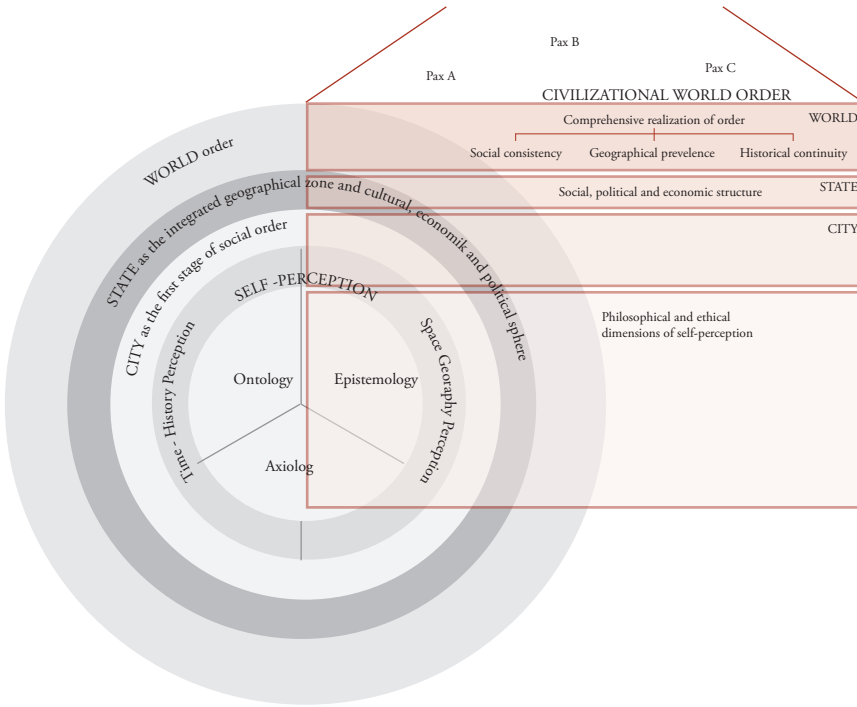 Pax B
Pax C
Pax A
CIVILIZATIONAL WORLD ORDER
WORLD
Comprehensive realization of order
Social consistency
Geographical prevelence
Historical continuity
STATE
Social, political and economic structure
CITY
Philosophical and ethical
dimensions of self-perception
WORLD order
STATE as the integrated geographical zone and cultural, economik and political sphere
CITY as the first stage of social order
SELF -PERCEPTION
Time - History Perception
Space Georaphy Perception
Ontology
Epistemology
Axiolog